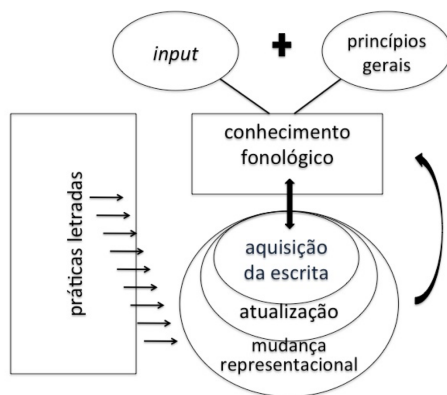 input
+
princípios
gerais
conhecimento
fonológico
práticas letradas
aquisição
da escrita
atualização
mudança
representacional